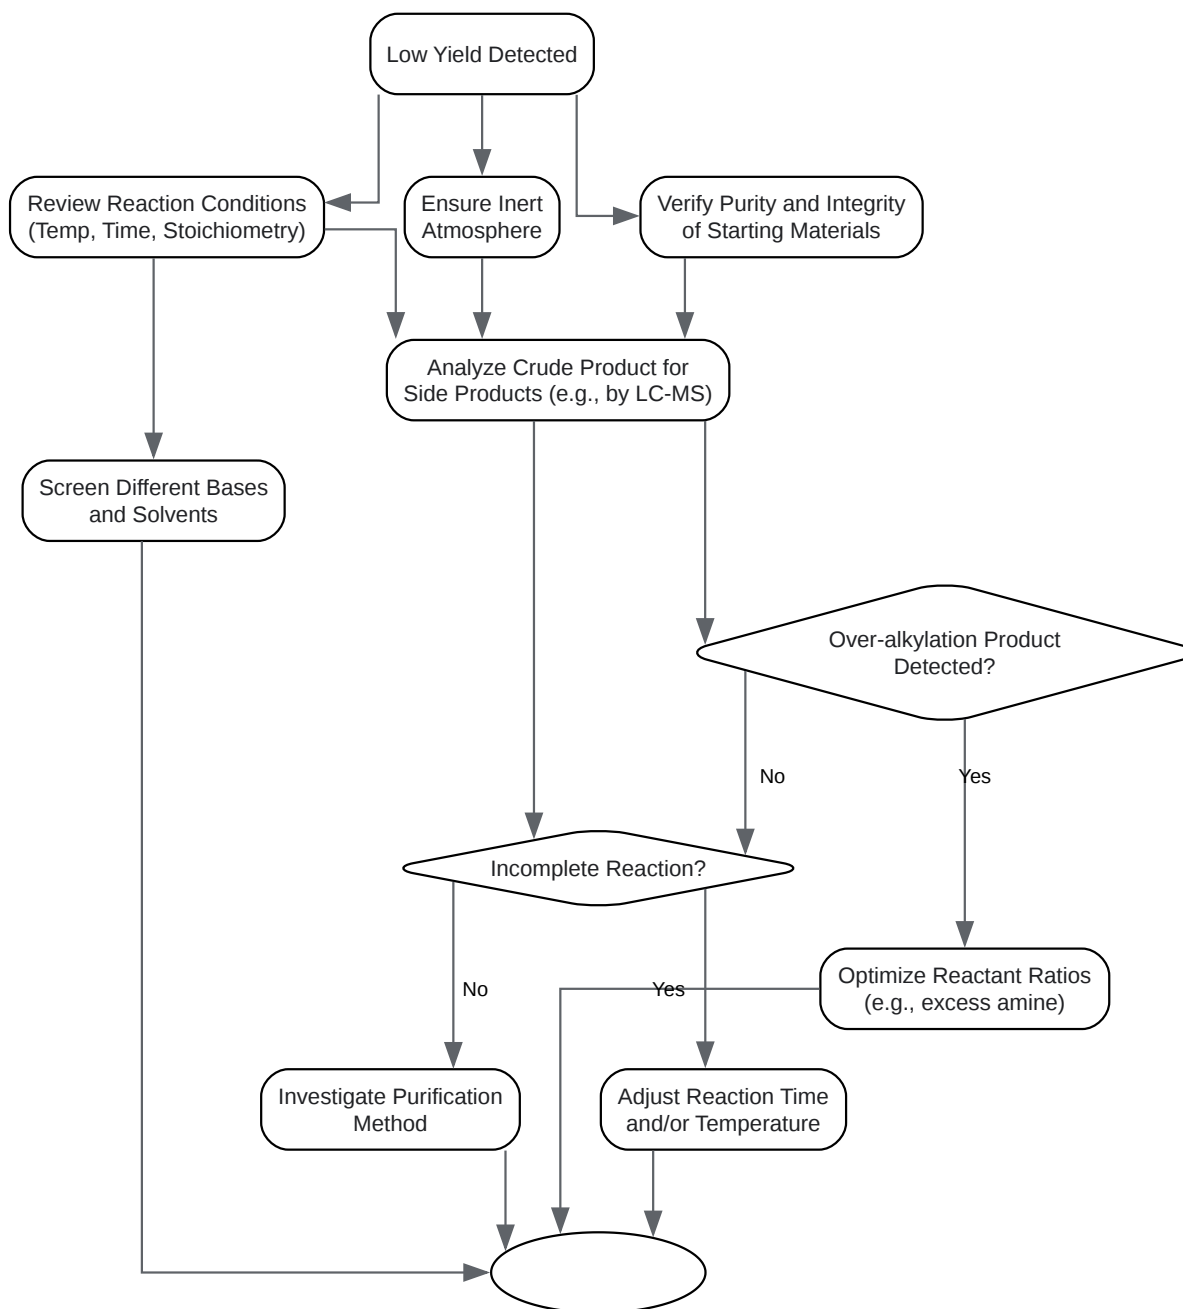 Low Yield Detected
Review Reaction Conditions
(Temp, Time, Stoichiometry)
Ensure Inert
Atmosphere
Verify Purity and Integrity
of Starting Materials
Analyze Crude Product for
Side Products (e.g., by LC-MS)
Screen Different Bases
and Solvents
Over-alkylation Product
Detected?
No
Yes
Incomplete Reaction?
No
Yes
Optimize Reactant Ratios
(e.g., excess amine)
Investigate Purification
Method
Adjust Reaction Time
and/or Temperature